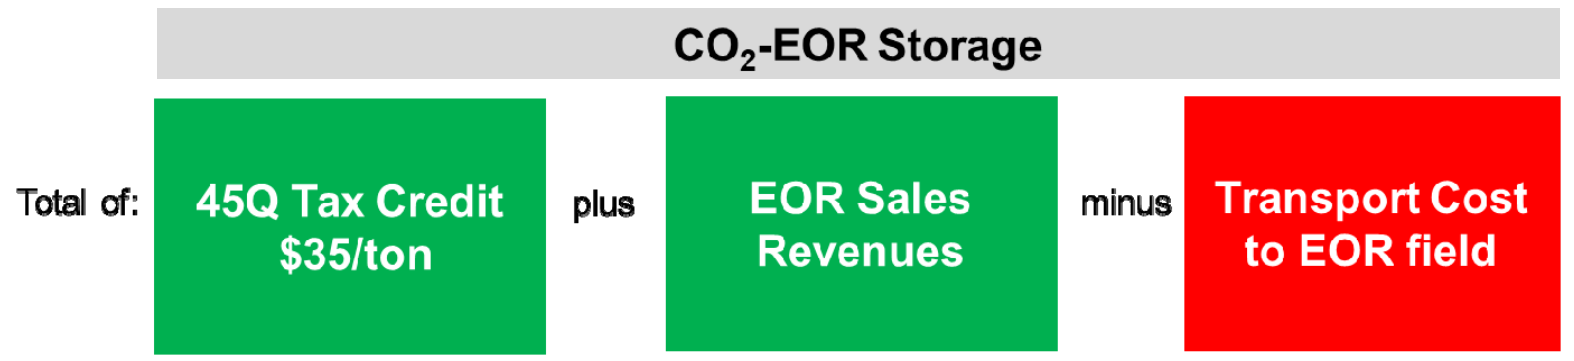 CO₂-EOR Storage
Total of:
45Q Tax Credit
$35/ton
plus
EOR Sales
Revenues
minus
Transport Cost
to EOR field